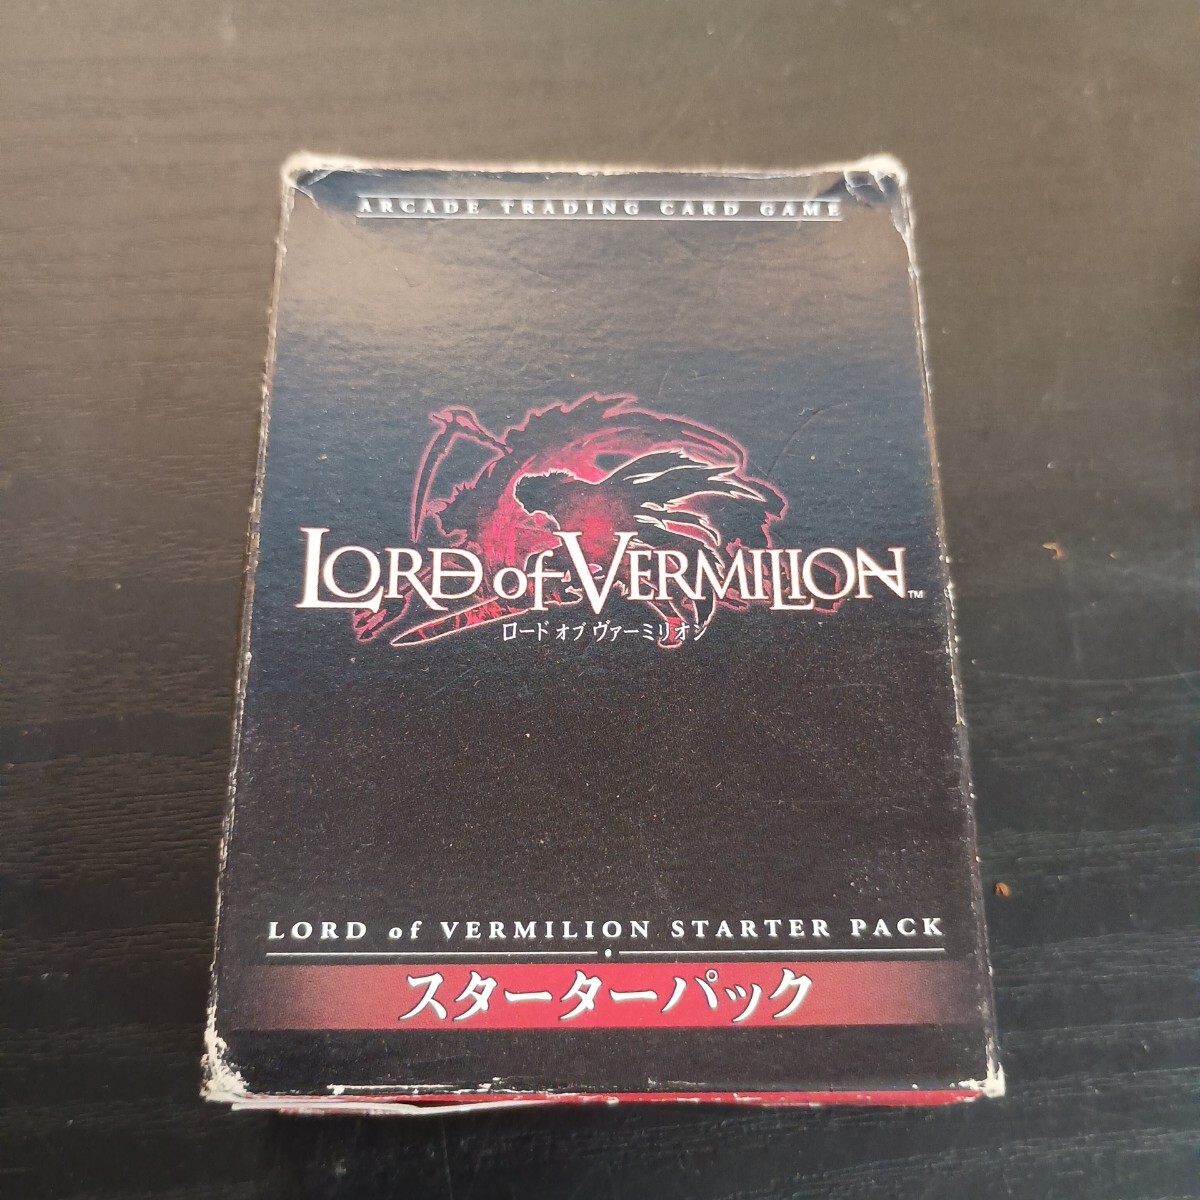 ARCADE TRADING CARD GAME
LORD of VERMILION™
ロード オブ ヴァーミリオン
LORD of VERMILION STARTER PACK
スターターパック